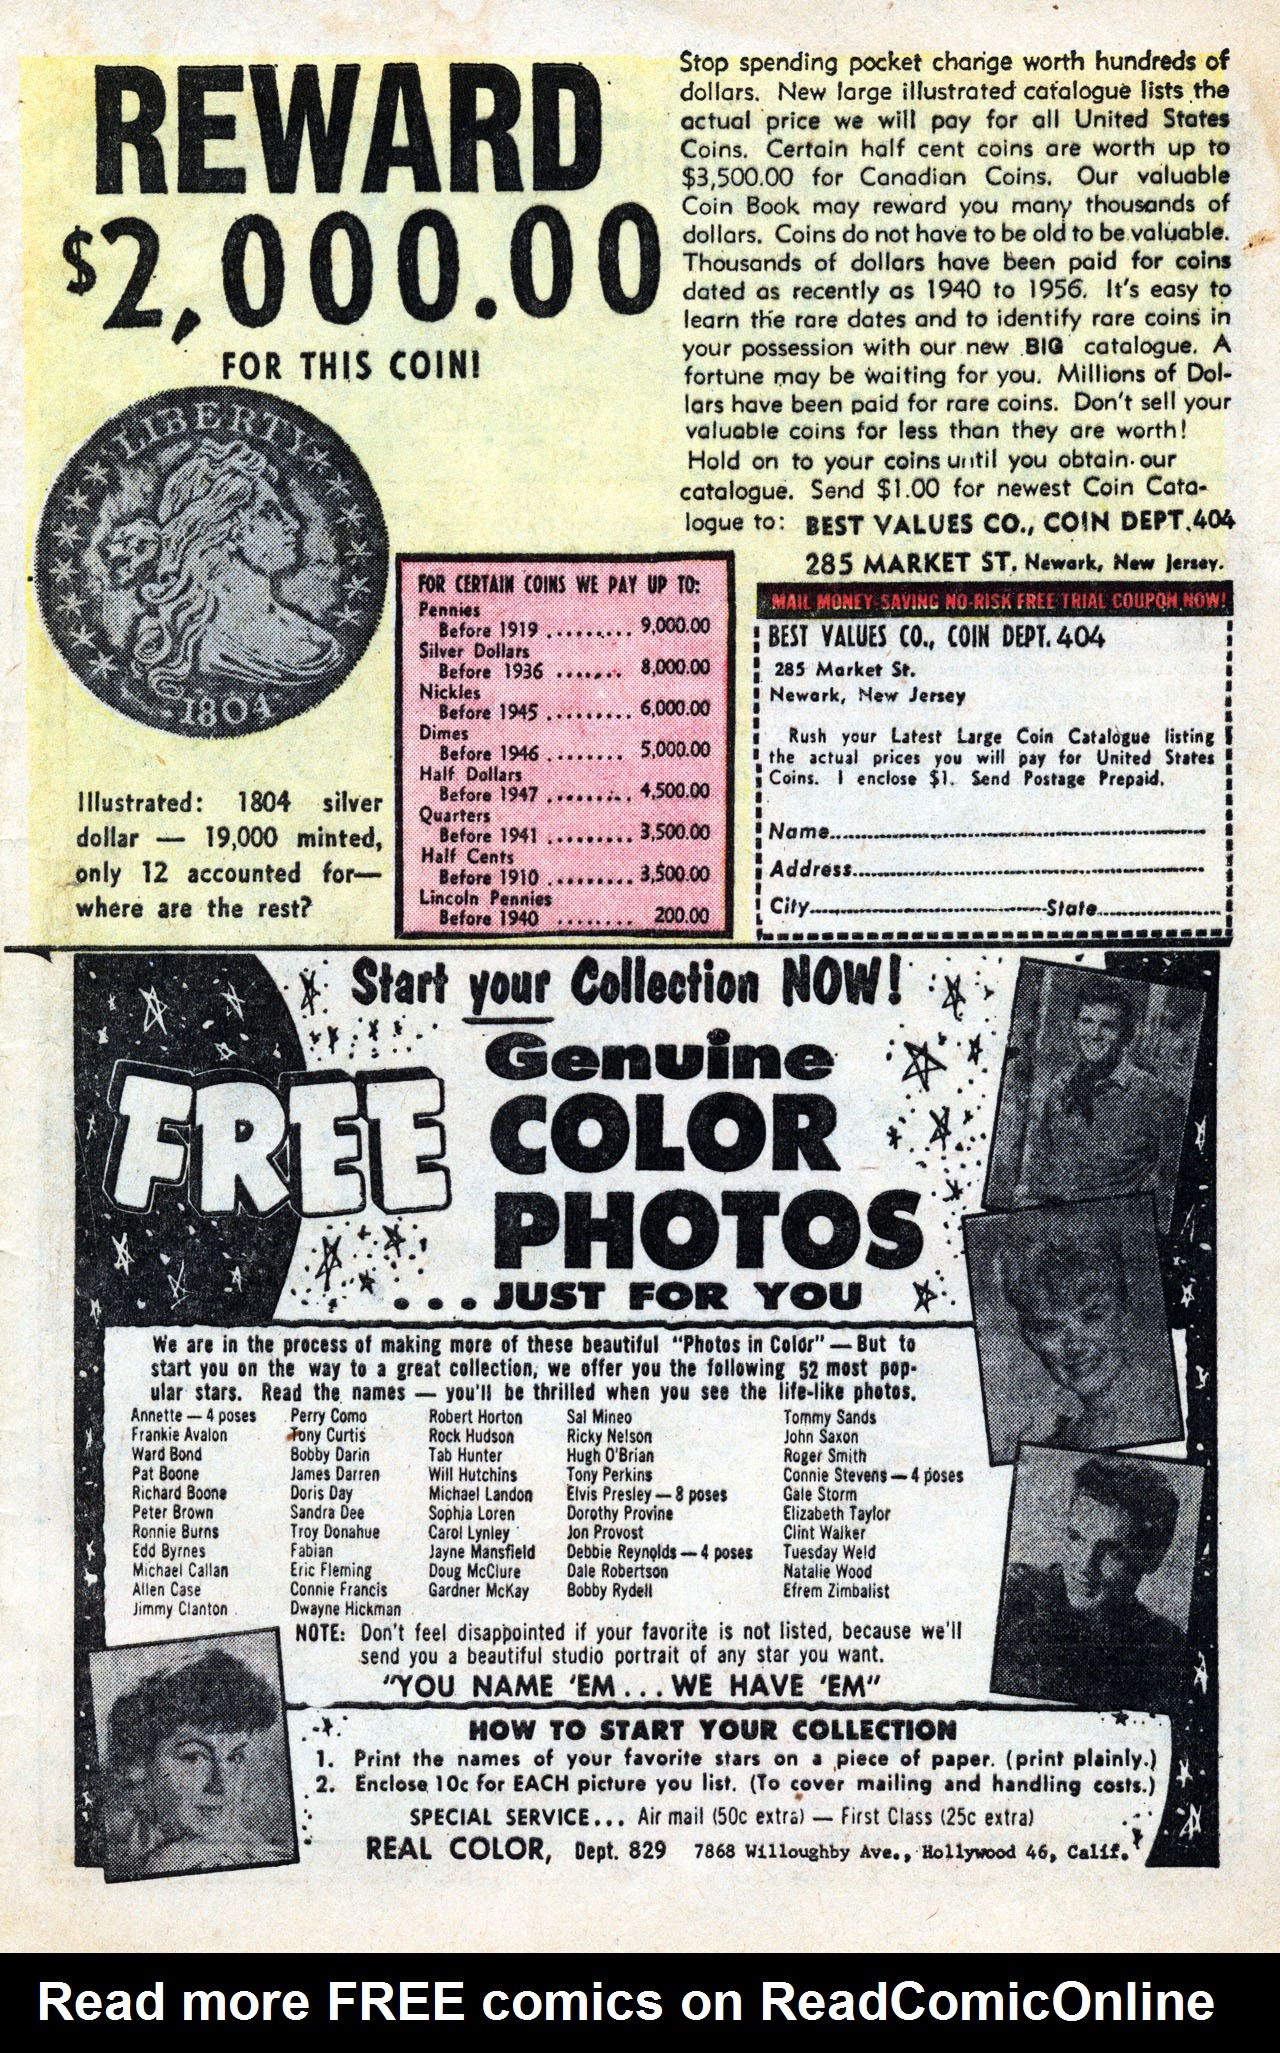 REWARD
$2,000.00
FOR THIS COIN!
LIBERTY
1804
Illustrated: 1804 silver
dollar — 19,000 minted,
only 12 accounted for—
where are the rest?
Stop spending pocket change worth hundreds of
dollars. New large illustrated catalogue lists the
actual price we will pay for all United States
Coins. Certain half cent coins are worth up to
$3,500.00 for Canadian Coins. Our valuable
Coin Book may reward you many thousands of
dollars. Coins do not have to be old to be valuable.
Thousands of dollars have been paid for coins
dated as recently as 1940 to 1956. It's easy to
learn the rare dates and to identify rare coins in
your possession with our new BIG catalogue. A
fortune may be waiting for you. Millions of Dol-
lars have been paid for rare coins. Don't sell your
valuable coins for less than they are worth!
Hold on to your coins until you obtain our
catalogue. Send $1.00 for newest Coin Cata-
logue to: BEST VALUES CO., COIN DEPT. 404
285 MARKET ST. Newark, New Jersey.
FOR CERTAIN COINS WE PAY UP TO:
Pennies
Before 1919 .......... 9,000.00
Silver Dollars
Before 1936 ....... 8,000.00
Nickles
Before 1945 ......... 6,000.00
Dimes
Before 1946 ........ 5,000.00
Half Dollars
Before 1947 ......... 4,500.00
Quarters
Before 1941 ......... 3,500.00
Half Cents
Before 1910 ......... 3,500.00
Lincoln Pennies
Before 1940 ........ 200.00
MAIL MONEY-SAVING NO-RISK FREE TRIAL COUPON NOW!
BEST VALUES CO., COIN DEPT. 404
285 Market St.
Newark, New Jersey
Rush your Latest Large Coin Catalogue listing
the actual prices you will pay for United States
Coins. I enclose $1. Send Postage Prepaid.
Name
Address
City State
Start your Collection NOW!
FREE
Genuine
COLOR
PHOTOS
...JUST FOR YOU
We are in the process of making more of these beautiful "Photos in Color" — But to
start you on the way to a great collection, we offer you the following 52 most pop-
ular stars. Read the names — you'll be thrilled when you see the life-like photos.
Annette — 4 poses
Frankie Avalon
Ward Bond
Pat Boone
Richard Boone
Peter Brown
Ronnie Burns
Edd Byrnes
Michael Callan
Allen Case
Jimmy Clanton
Perry Como
Tony Curtis
Bobby Darin
James Darren
Doris Day
Sandra Dee
Troy Donahue
Fabian
Eric Fleming
Connie Francis
Dwayne Hickman
Robert Horton
Rock Hudson
Tab Hunter
Will Hutchins
Michael Landon
Sophia Loren
Carol Lynley
Jayne Mansfield
Doug McClure
Gardner McKay
Sal Mineo
Ricky Nelson
Hugh O'Brian
Tony Perkins
Elvis Presley — 8 poses
Dorothy Provine
Jon Provost
Debbie Reynolds — 4 poses
Dale Robertson
Bobby Rydell
Tommy Sands
John Saxon
Roger Smith
Connie Stevens — 4 poses
Gale Storm
Elizabeth Taylor
Clint Walker
Tuesday Weld
Natalie Wood
Efrem Zimbalist
NOTE: Don't feel disappointed if your favorite is not listed, because we'll
send you a beautiful studio portrait of any star you want.
"YOU NAME 'EM...WE HAVE 'EM"
HOW TO START YOUR COLLECTION
1. Print the names of your favorite stars on a piece of paper. (print plainly.)
2. Enclose 10c for EACH picture you list. (To cover mailing and handling costs.)
SPECIAL SERVICE... Air mail (50c extra) — First Class (25c extra)
REAL COLOR, Dept. 829 7868 Willoughby Ave., Hollywood 46, Calif.
Read more FREE comics on ReadComicOnline